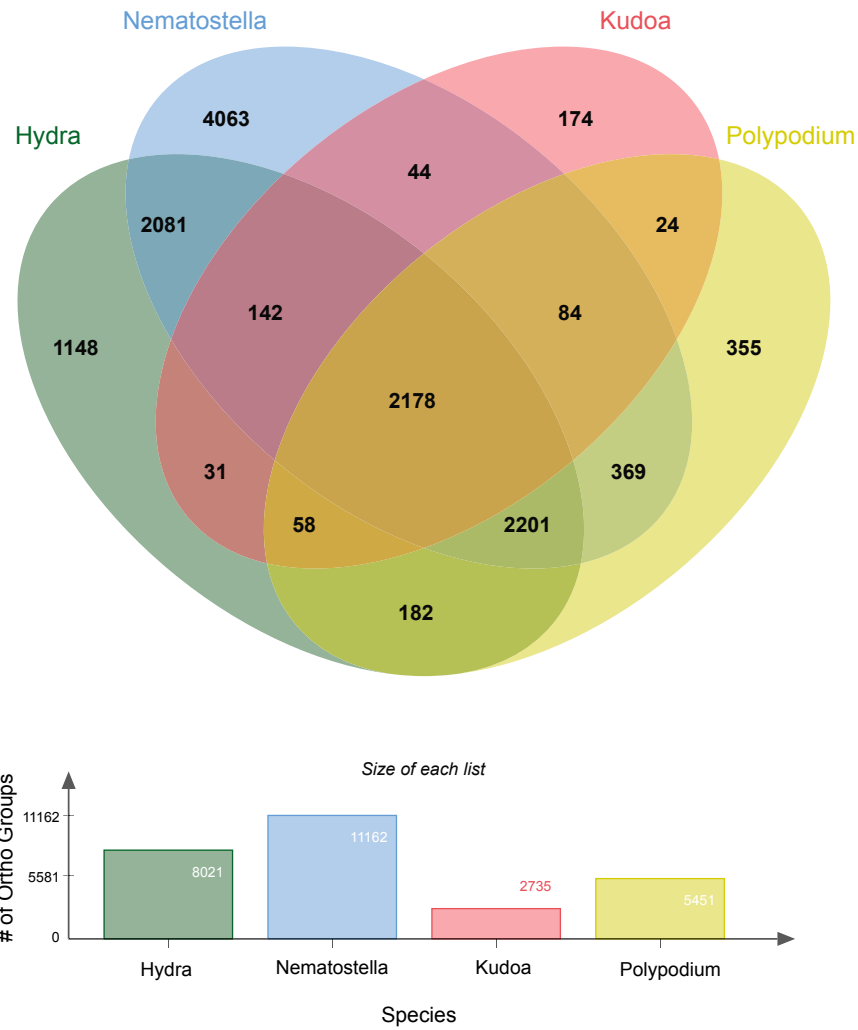 Nematostella Kudoa
Hydra Polypodium
4063 174
44
2081 24
142 84
1148 355
2178
31 369
58 2201
182
Size of each list
# of Ortho Groups
11162
5581
0
8021
11162
2735
5451
Hydra Nematostella Kudoa Polypodium
Species